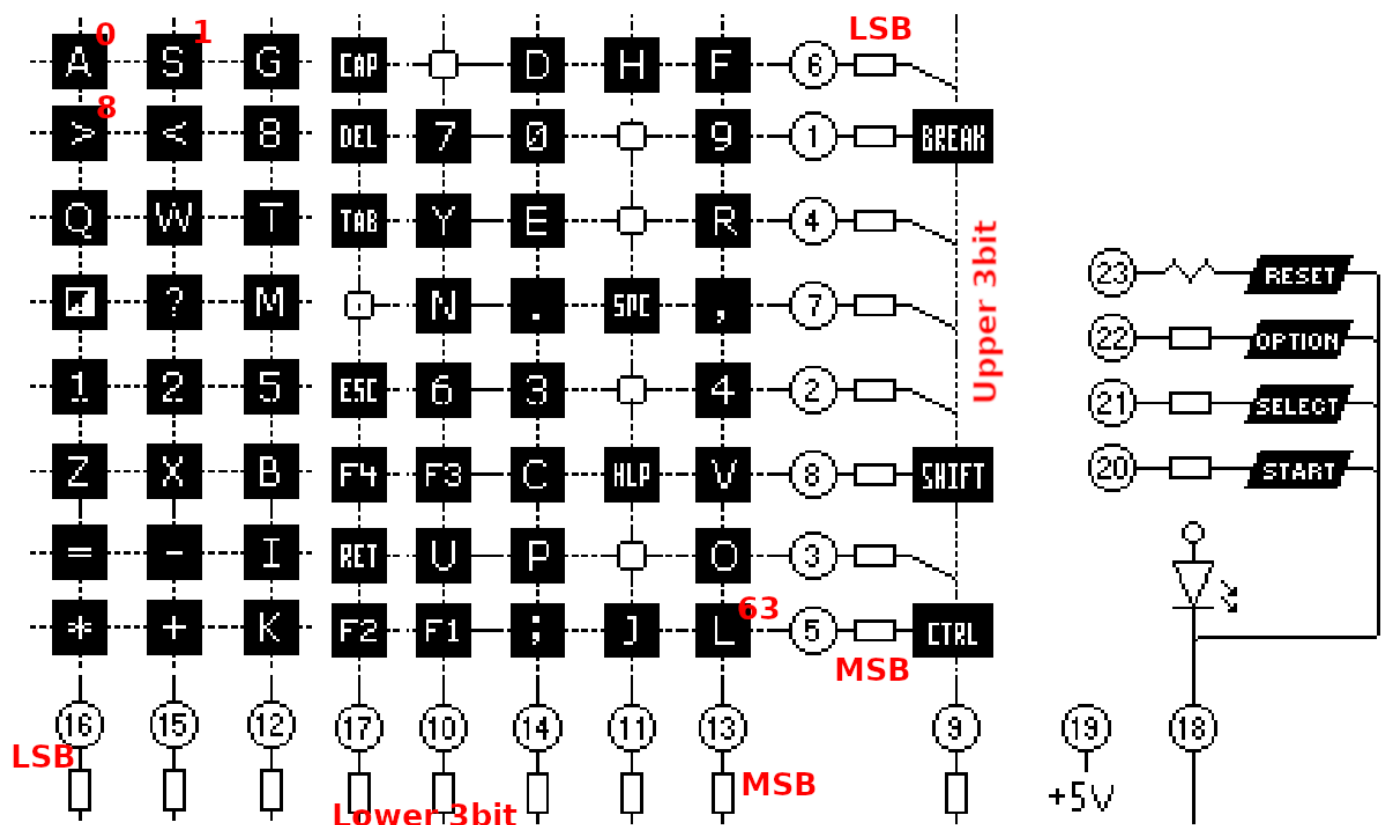 0 1 LSB
A S G CAP D H F 6
8
> < 8 DEL 7 0 9 1 BREAK
Q W T TAB Y E R 4
Upper 3bit
23 RESET
? M N . SPC , 7
22 OPTION
1 2 5 ESC 6 3 4 2
21 SELECT
Z X B F4 F3 C HLP V 8 SHIFT
20 START
= - I RET U P O 3
63
* + K F2 F1 ; J L 5 CTRL
MSB
16 15 12 17 10 14 11 13 9 19 18
LSB MSB
+5V
Lower 3bit